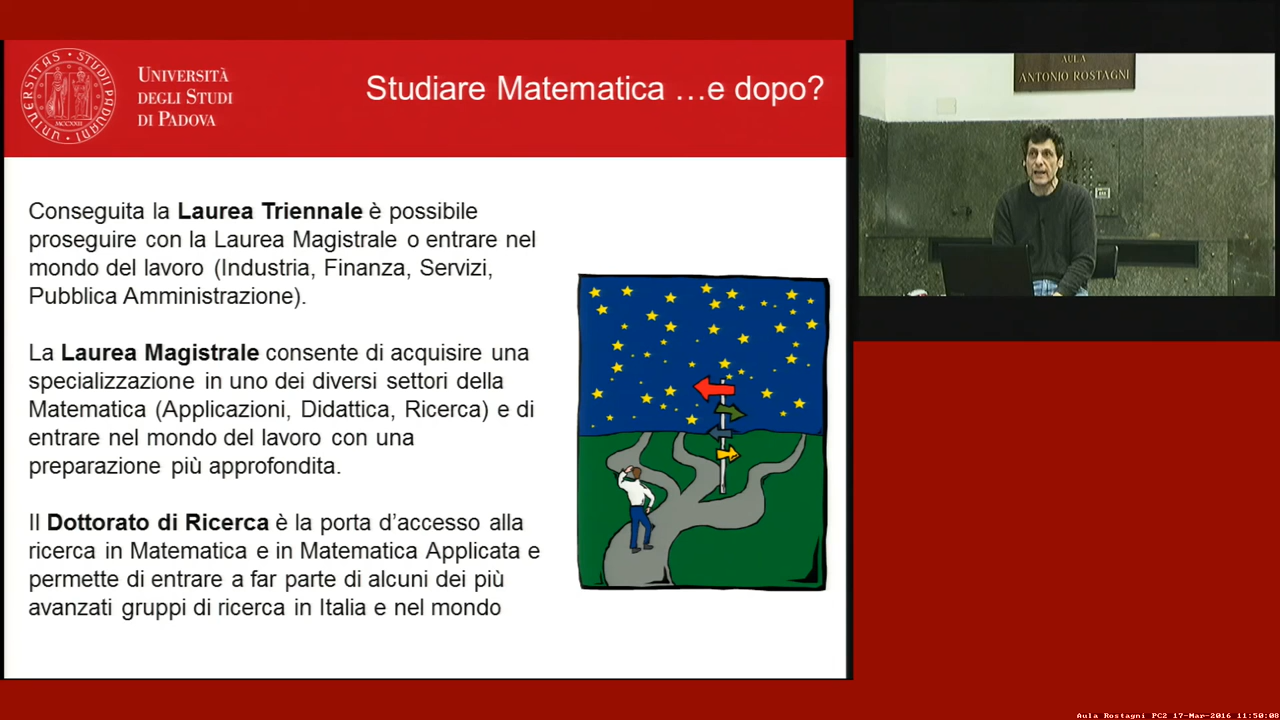 UNIVERSITÀ
DEGLI STUDI
DI PADOVA
Studiare Matematica …e dopo?
Conseguita la Laurea Triennale è possibile
proseguire con la Laurea Magistrale o entrare nel
mondo del lavoro (Industria, Finanza, Servizi,
Pubblica Amministrazione).
La Laurea Magistrale consente di acquisire una
specializzazione in uno dei diversi settori della
Matematica (Applicazioni, Didattica, Ricerca) e di
entrare nel mondo del lavoro con una
preparazione più approfondita.
Il Dottorato di Ricerca è la porta d’accesso alla
ricerca in Matematica e in Matematica Applicata e
permette di entrare a far parte di alcuni dei più
avanzati gruppi di ricerca in Italia e nel mondo
AULA
ANTONIO ROSTAGNI
Aula Rostagni PC2 17-Mar-2016 11:50:08